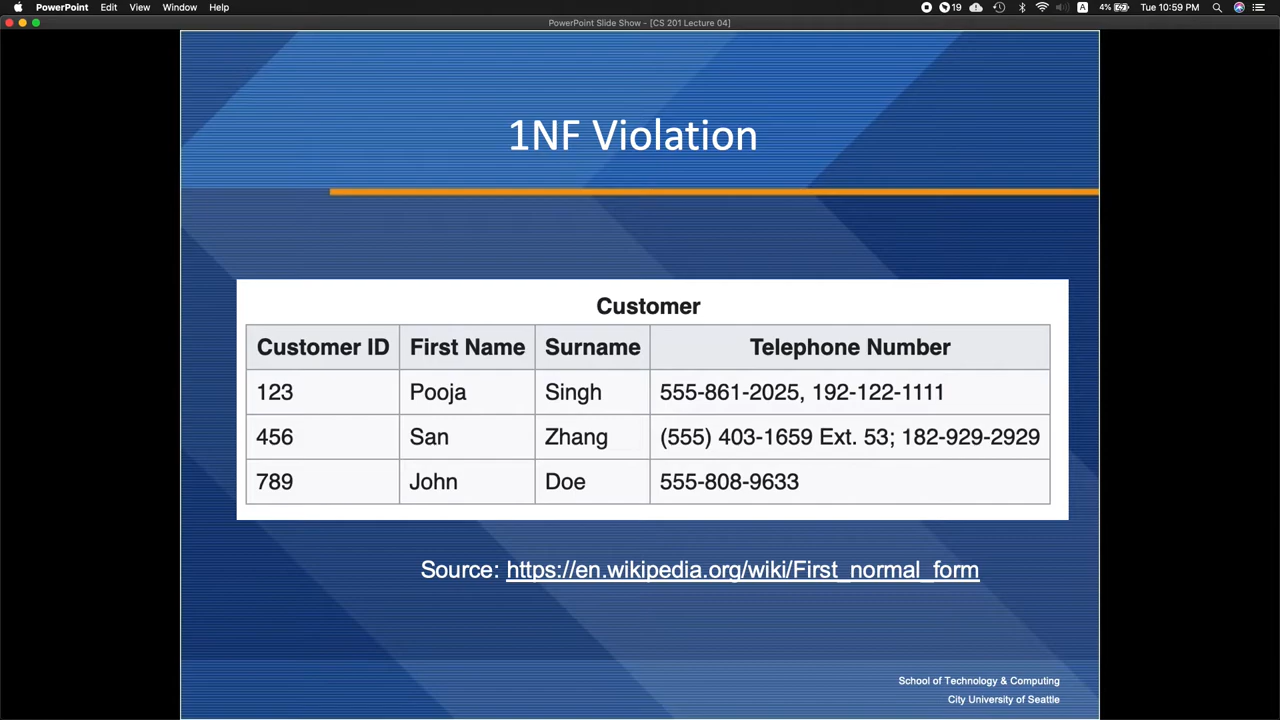 PowerPoint Edit View Window Help 19 A 4% Tue 10:59 PM
PowerPoint Slide Show - [CS 201 Lecture 04]
1NF Violation
Customer
Customer ID First Name Surname Telephone Number
123 Pooja Singh 555-861-2025, 192-122-1111
456 San Zhang (555) 403-1659 Ext. 53; 182-929-2929
789 John Doe 555-808-9633
Source: https://en.wikipedia.org/wiki/First_normal_form
School of Technology & Computing
City University of Seattle